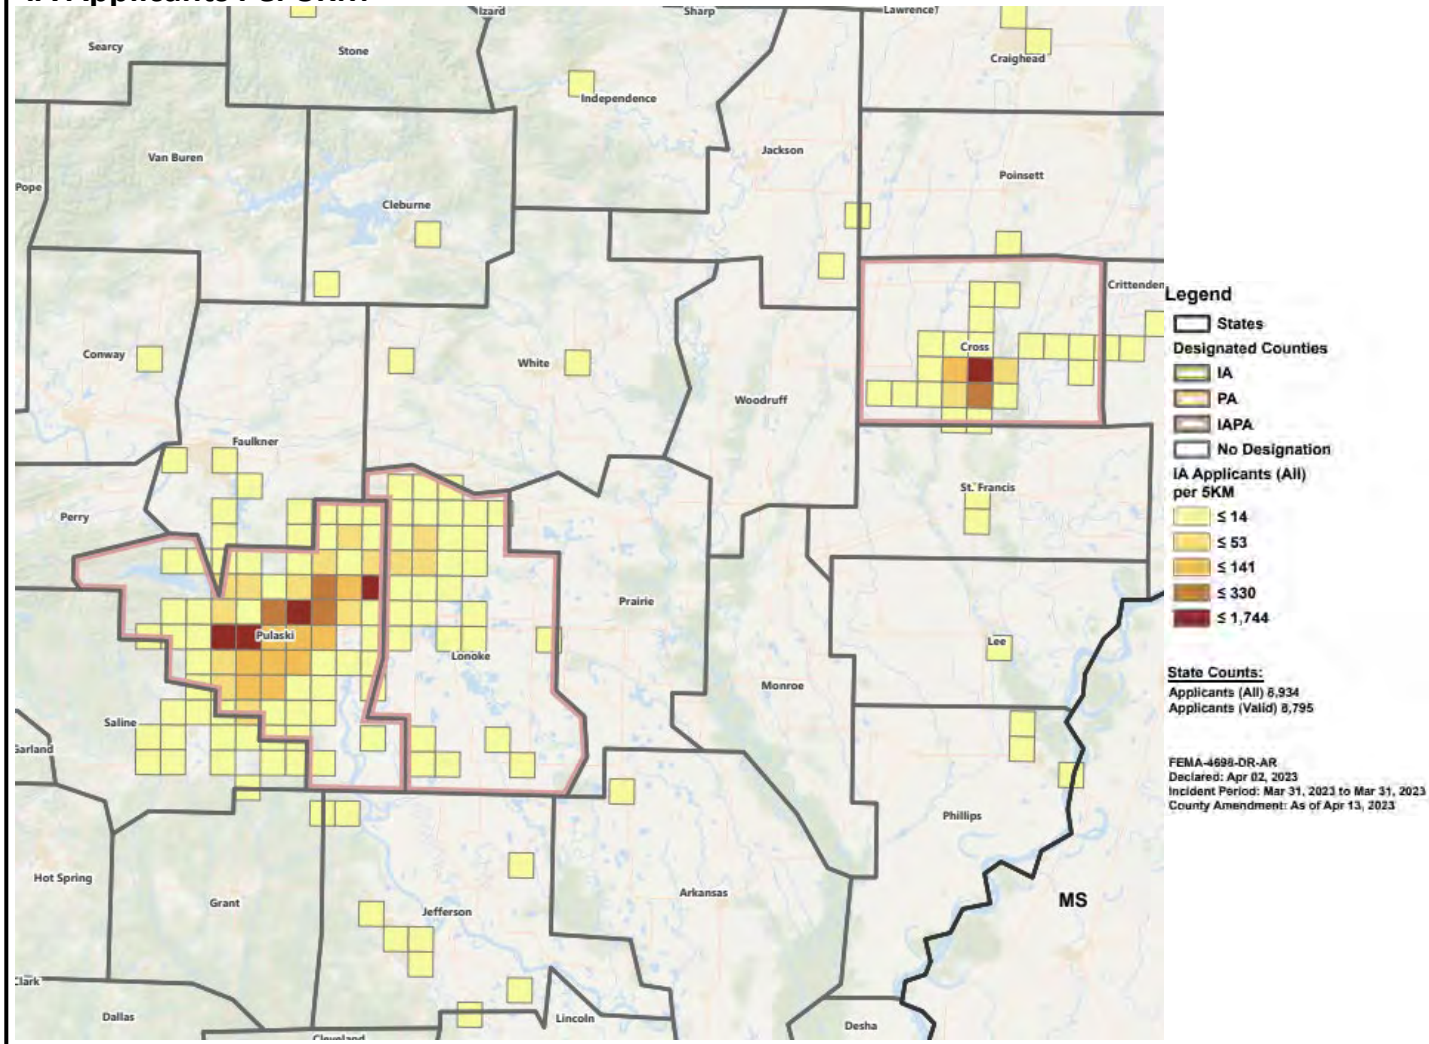 Izard
Sharp
Lawrence
Searcy
Stone
Craighead
Independence
Van Buren
Jackson
Poinsett
Pope
Cleburne
Crittenden
Legend
States
Designated Counties
IA
PA
IAPA
No Designation
IA Applicants (All)
per 5KM
≤ 14
≤ 53
≤ 141
≤ 330
≤ 1,744
Conway
White
Cross
Woodruff
Faulkner
St. Francis
Perry
Prairie
Pulaski
Lonoke
Lee
Monroe
Saline
Garland
State Counts:
Applicants (All) 8,934
Applicants (Valid) 8,795
FEMA-4698-DR-AR
Declared: Apr 02, 2023
Incident Period: Mar 31, 2023 to Mar 31, 2023
County Amendment: As of Apr 13, 2023
Phillips
Hot Spring
Grant
Jefferson
Arkansas
MS
Clark
Dallas
Lincoln
Desha
Cleveland